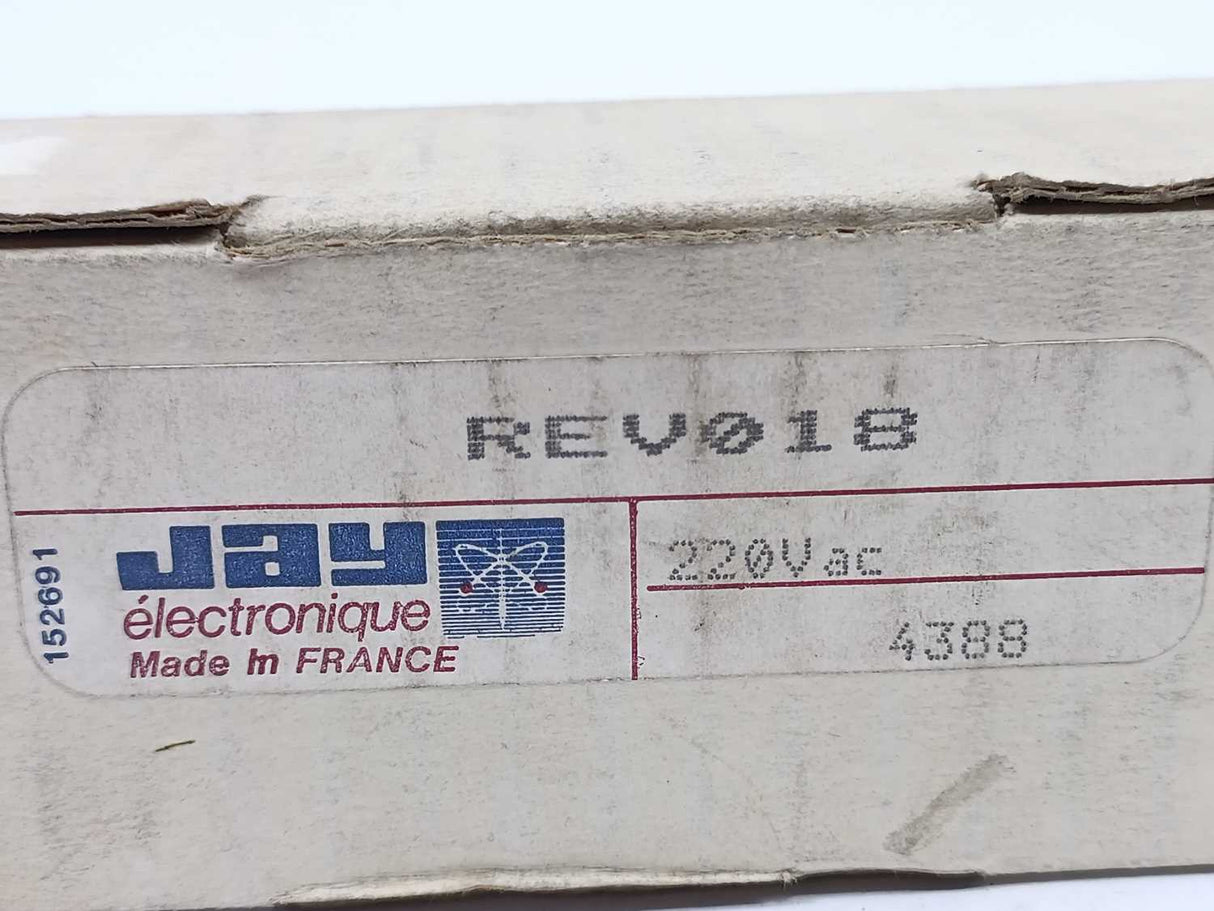 REV018
152691
Jay
électronique
Made In FRANCE
220Vac
4388